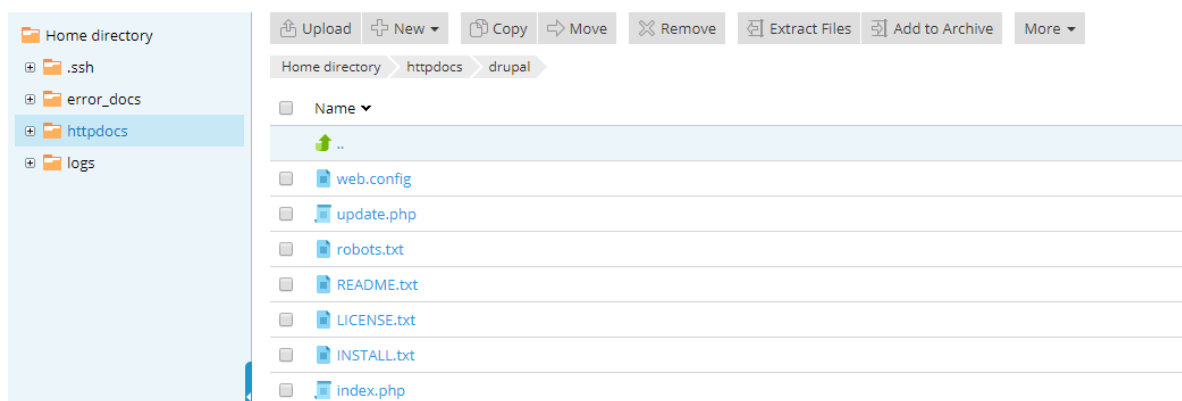 Home directory
.ssh
error_docs
httpdocs
logs
Upload New Copy Move Remove Extract Files Add to Archive More
Home directory httpdocs drupal
Name
..
web.config
update.php
robots.txt
README.txt
LICENSE.txt
INSTALL.txt
index.php